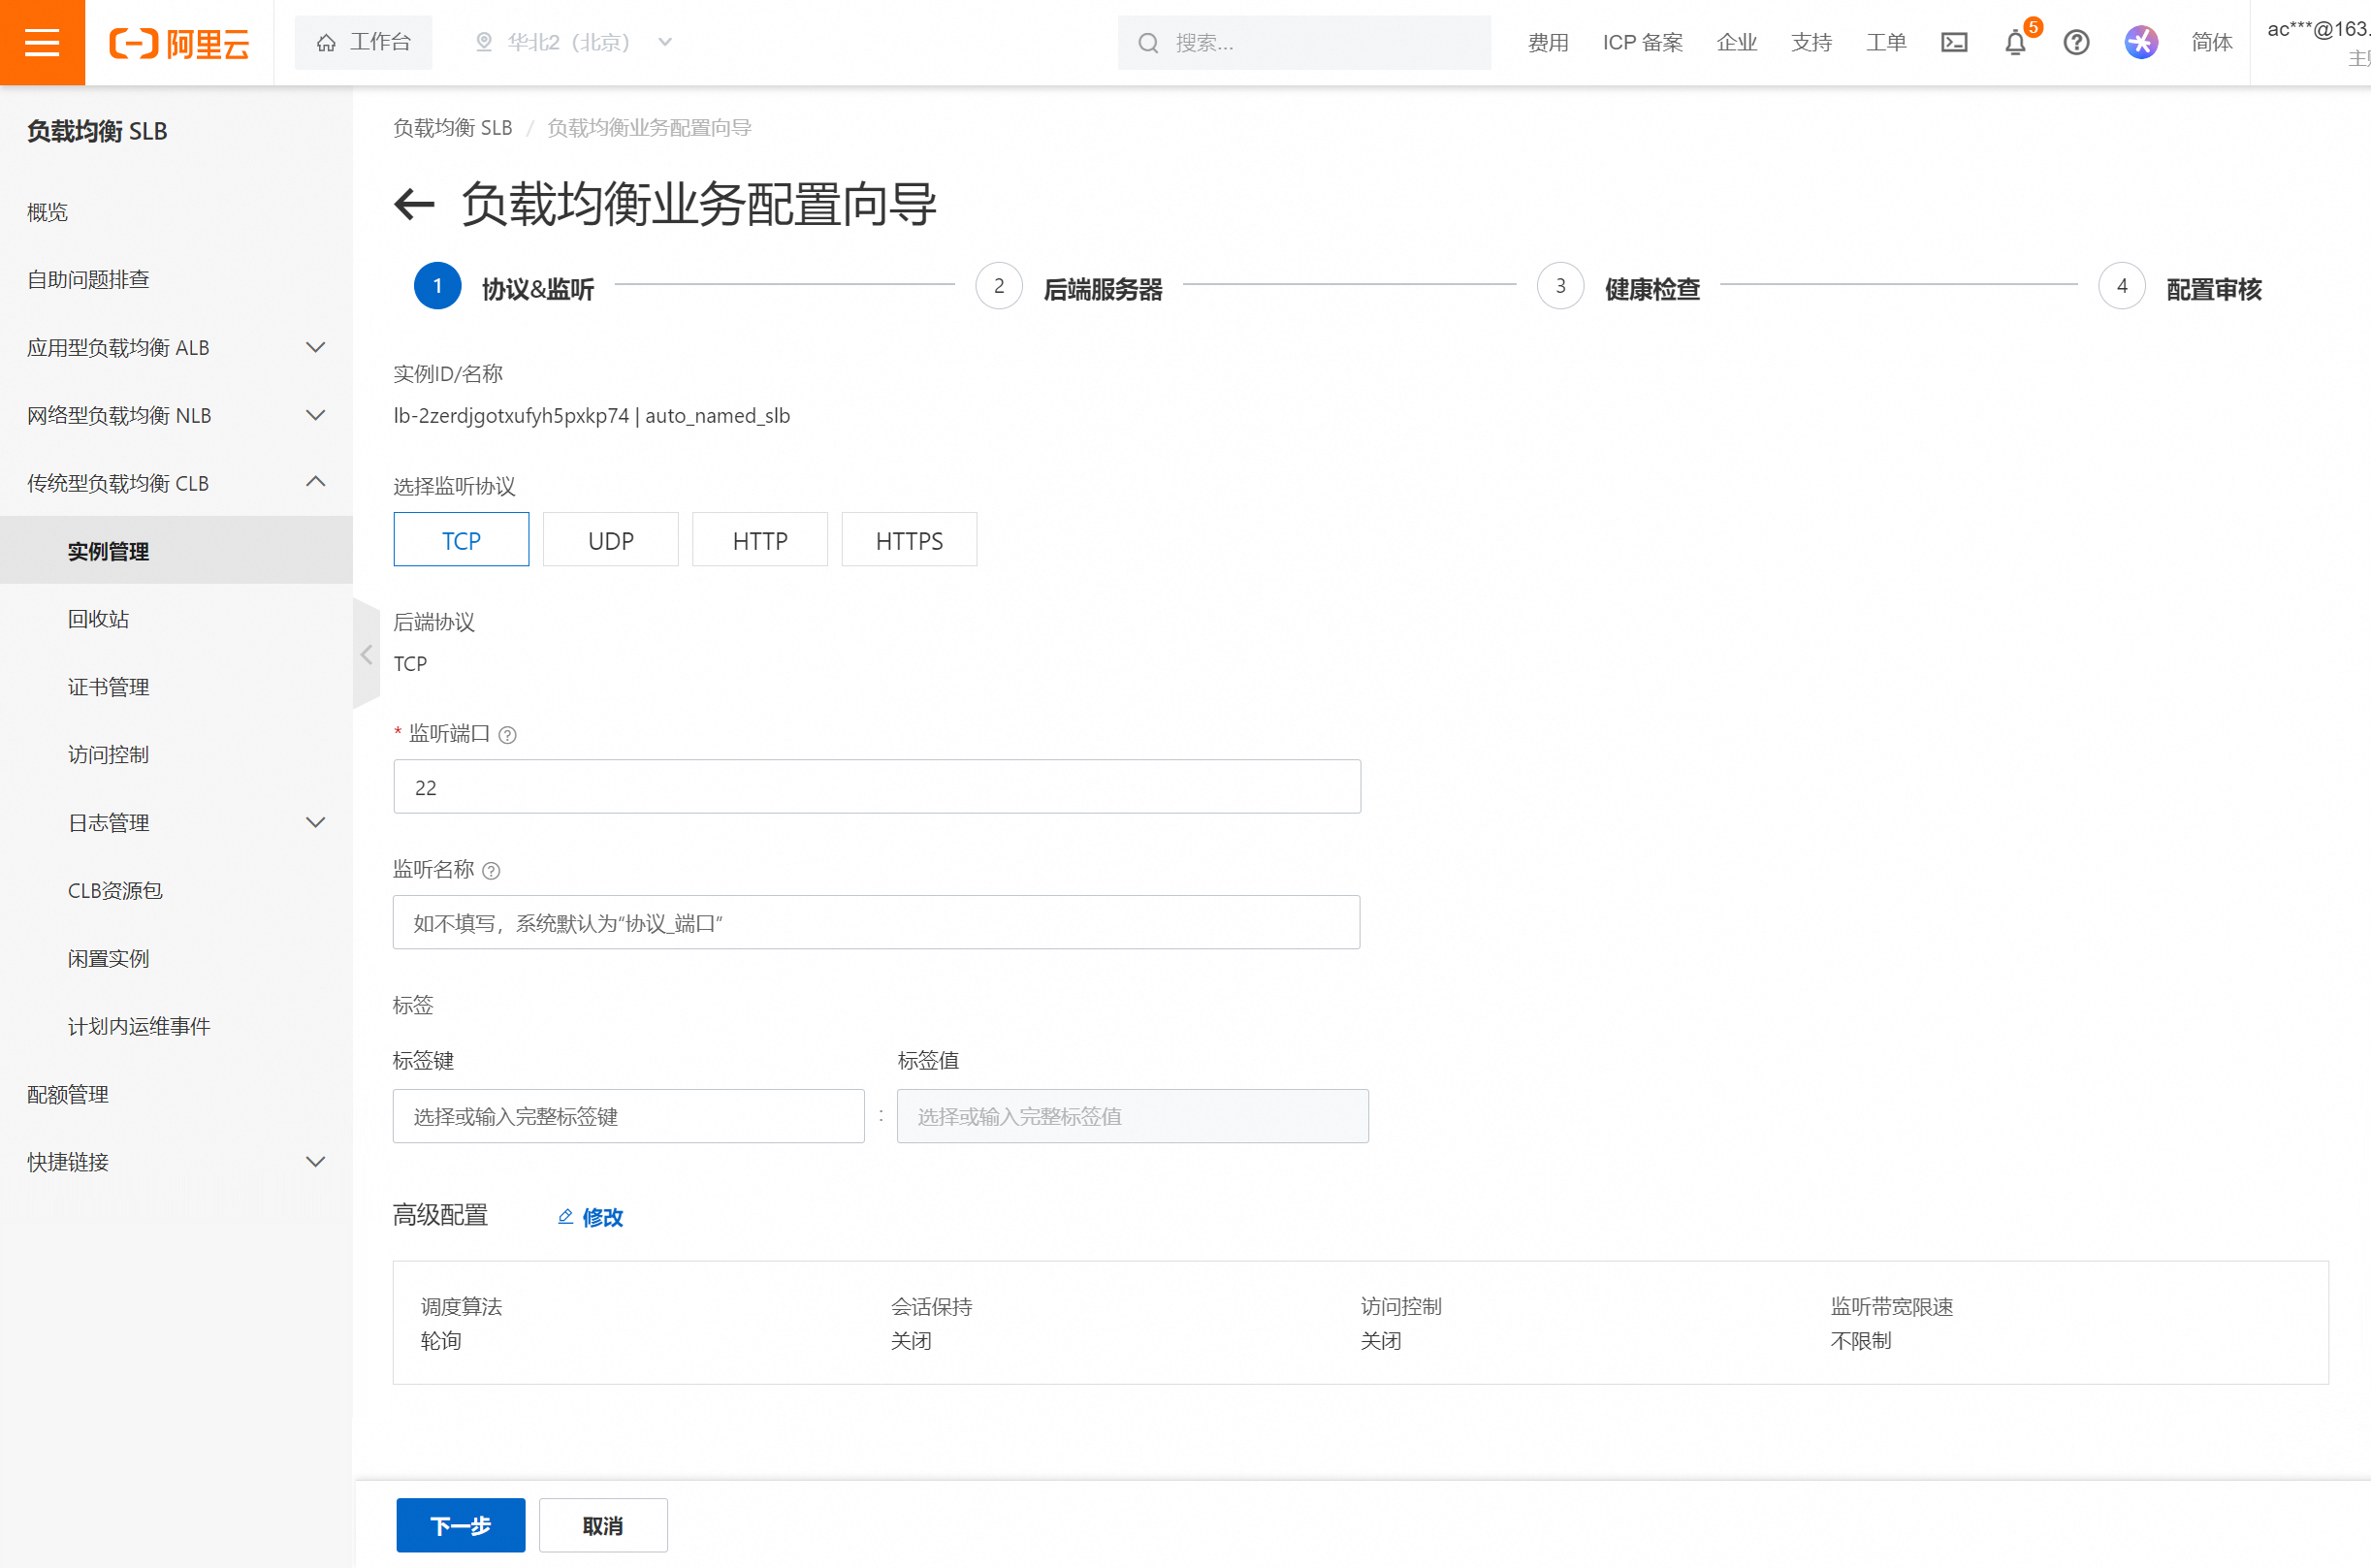 阿里云
工作台
华北2（北京）
搜索...
费用
ICP 备案
企业
支持
工单
5
简体
ac***@163.
负载均衡 SLB
概览
自助问题排查
应用型负载均衡 ALB
网络型负载均衡 NLB
传统型负载均衡 CLB
实例管理
回收站
证书管理
访问控制
日志管理
CLB资源包
闲置实例
计划内运维事件
配额管理
快捷链接
负载均衡 SLB / 负载均衡业务配置向导
负载均衡业务配置向导
1 协议&监听
2 后端服务器
3 健康检查
4 配置审核
实例ID/名称
lb-2zerdjgotxufyh5pxkp74 | auto_named_slb
选择监听协议
TCP UDP HTTP HTTPS
后端协议
TCP
* 监听端口
22
监听名称
如不填写，系统默认为“协议_端口”
标签
标签键 标签值
选择或输入完整标签键 : 选择或输入完整标签值
高级配置 修改
调度算法 会话保持 访问控制 监听带宽限速
轮询 关闭 关闭 不限制
下一步 取消